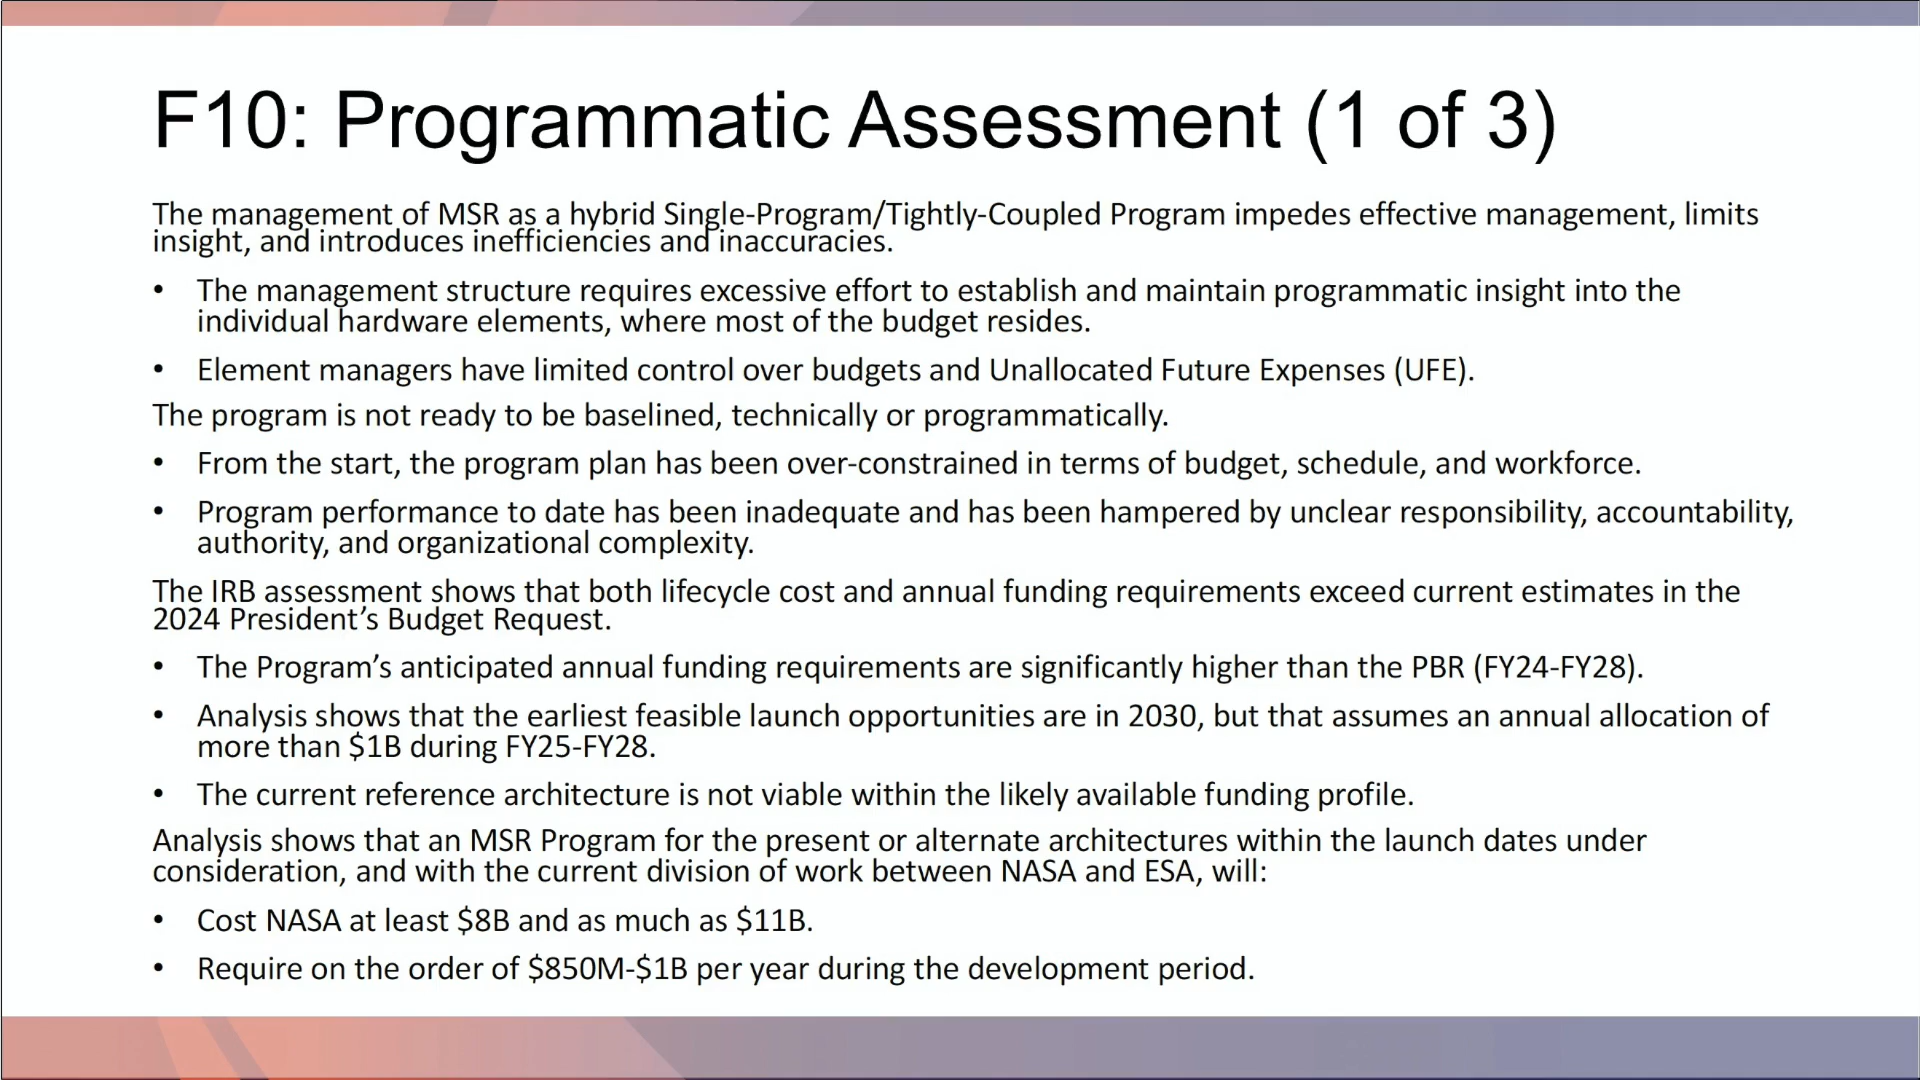 F10: Programmatic Assessment (1 of 3)
The management of MSR as a hybrid Single-Program/Tightly-Coupled Program impedes effective management, limits
insight, and introduces inefficiencies and inaccuracies.
• The management structure requires excessive effort to establish and maintain programmatic insight into the
individual hardware elements, where most of the budget resides.
• Element managers have limited control over budgets and Unallocated Future Expenses (UFE).
The program is not ready to be baselined, technically or programmatically.
• From the start, the program plan has been over-constrained in terms of budget, schedule, and workforce.
• Program performance to date has been inadequate and has been hampered by unclear responsibility, accountability,
authority, and organizational complexity.
The IRB assessment shows that both lifecycle cost and annual funding requirements exceed current estimates in the
2024 President’s Budget Request.
• The Program’s anticipated annual funding requirements are significantly higher than the PBR (FY24-FY28).
• Analysis shows that the earliest feasible launch opportunities are in 2030, but that assumes an annual allocation of
more than $1B during FY25-FY28.
• The current reference architecture is not viable within the likely available funding profile.
Analysis shows that an MSR Program for the present or alternate architectures within the launch dates under
consideration, and with the current division of work between NASA and ESA, will:
• Cost NASA at least $8B and as much as $11B.
• Require on the order of $850M-$1B per year during the development period.